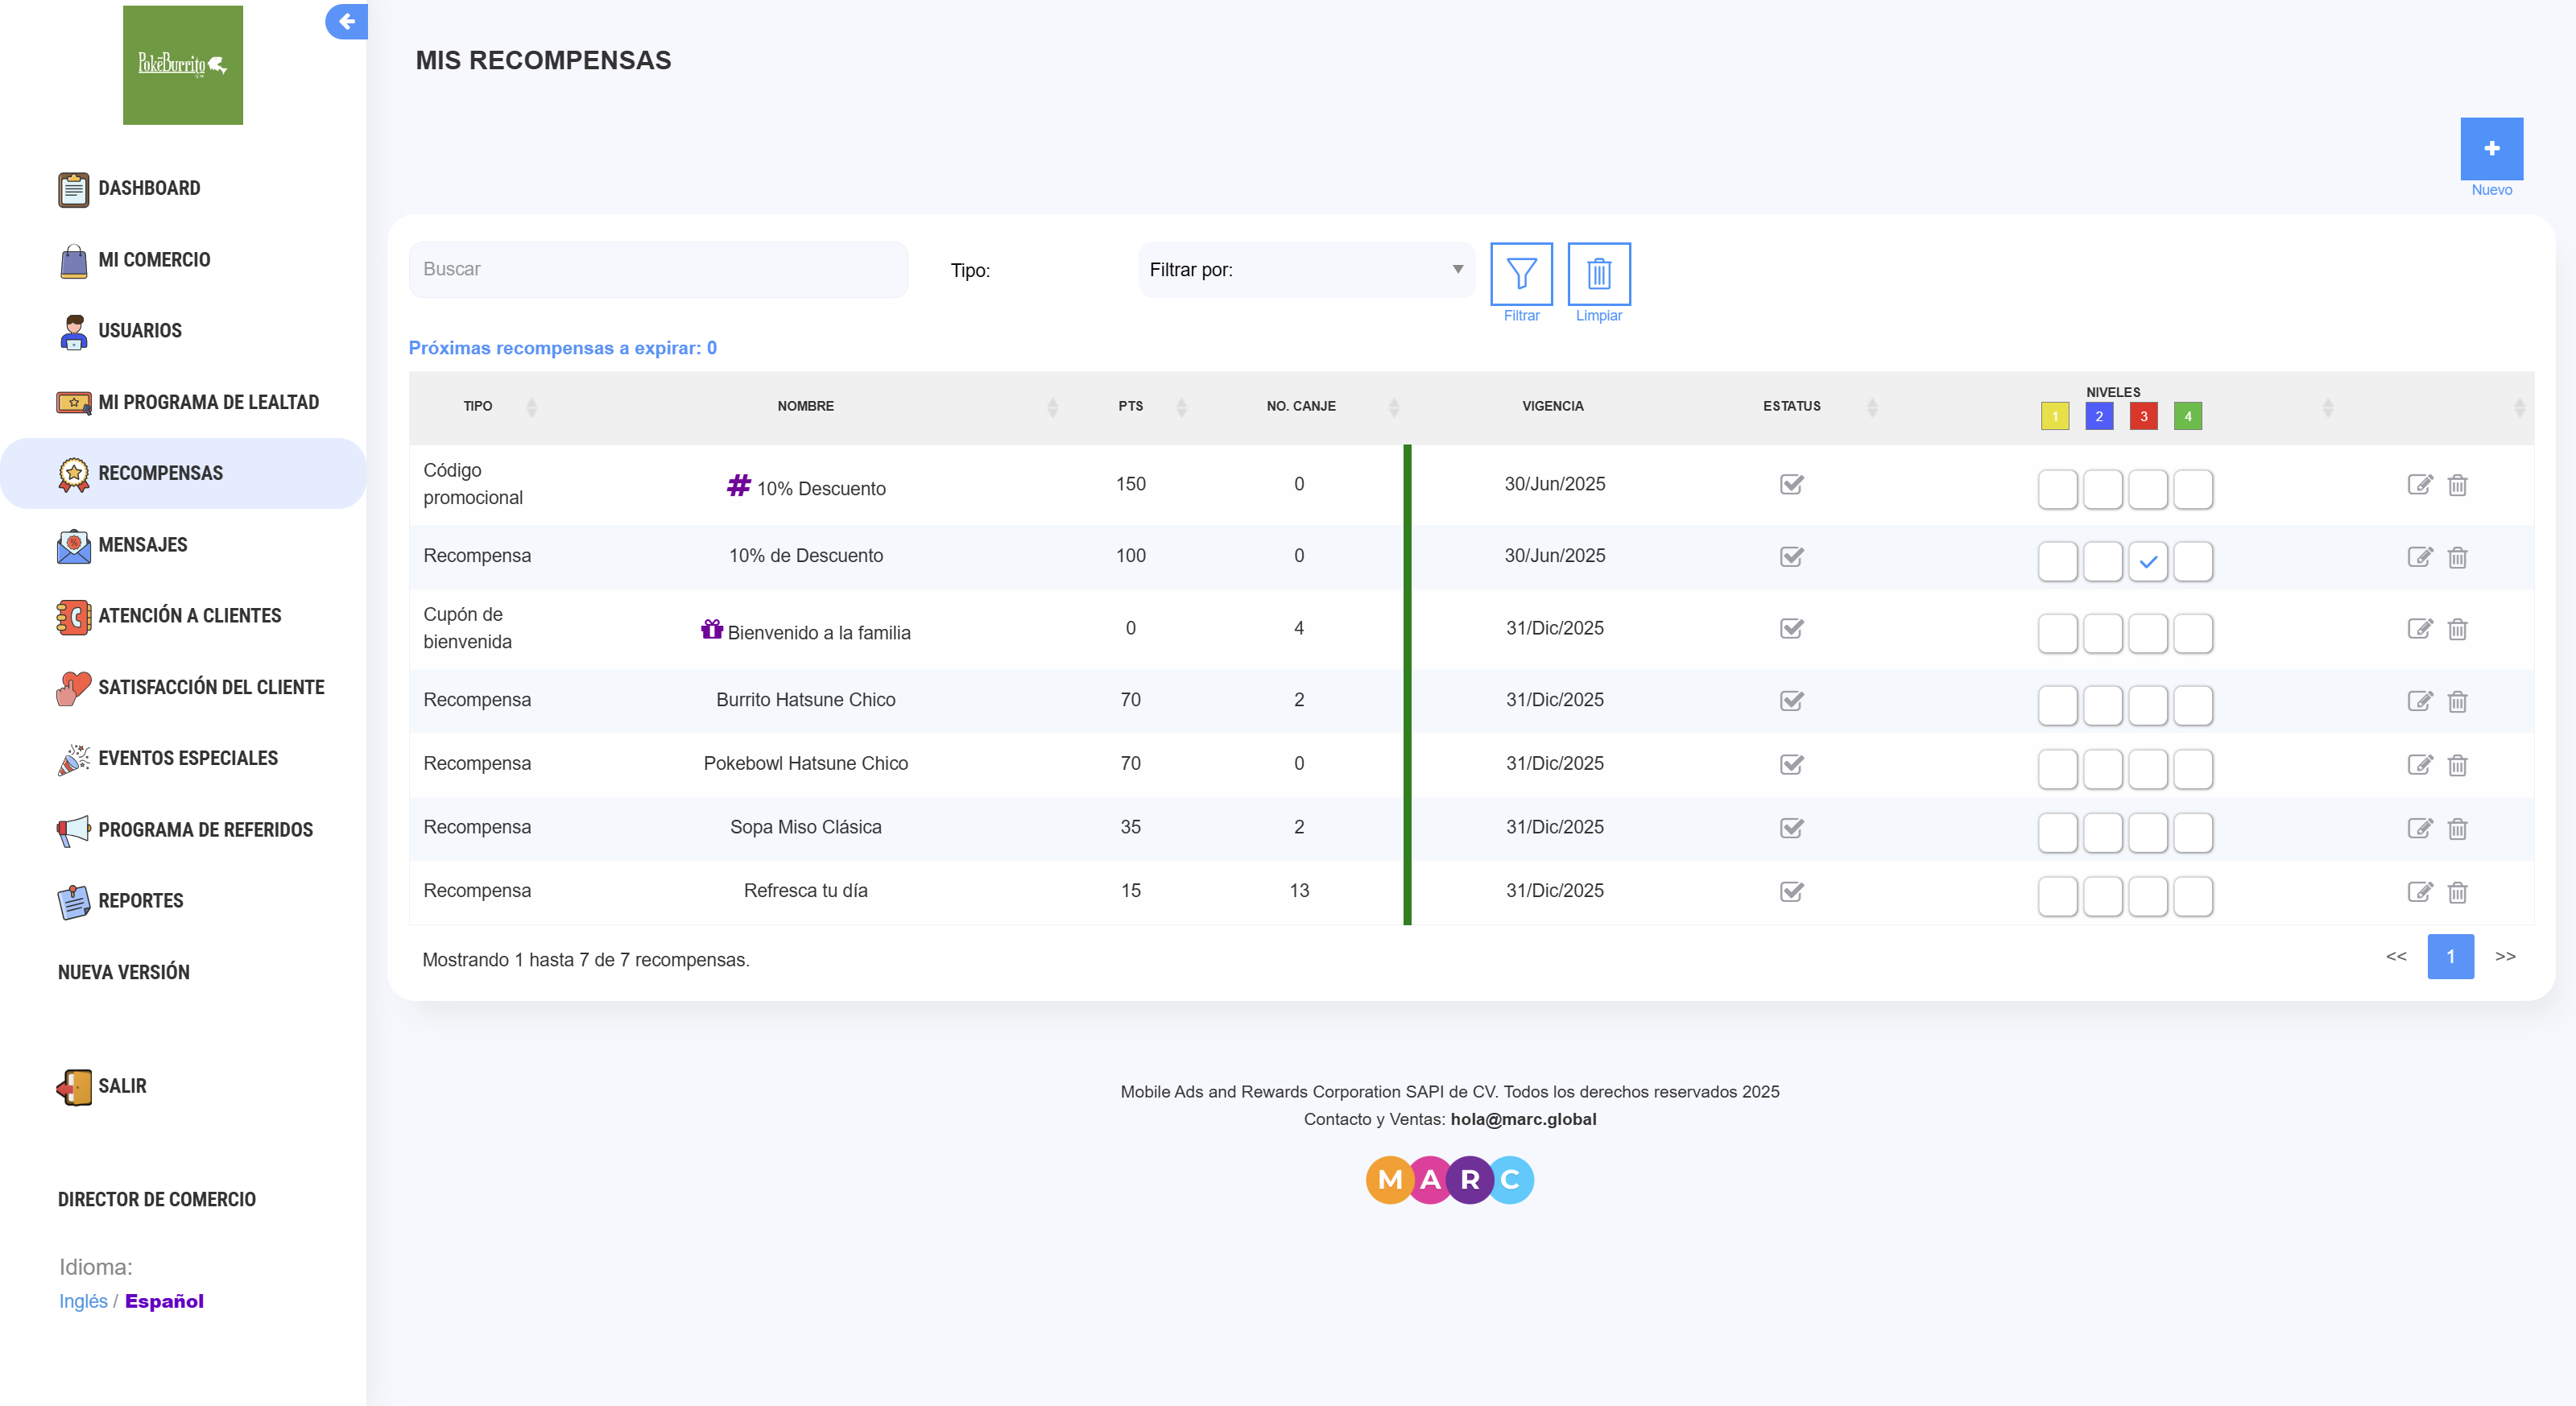 PokéBurrito
MIS RECOMPENSAS
Nuevo
DASHBOARD
MI COMERCIO
USUARIOS
MI PROGRAMA DE LEALTAD
RECOMPENSAS
MENSAJES
ATENCIÓN A CLIENTES
SATISFACCIÓN DEL CLIENTE
EVENTOS ESPECIALES
PROGRAMA DE REFERIDOS
REPORTES
NUEVA VERSIÓN
SALIR
DIRECTOR DE COMERCIO
Idioma:
Inglés / Español
Buscar
Tipo:
Filtrar por:
Filtrar
Limpiar
Próximas recompensas a expirar: 0
TIPO NOMBRE PTS NO. CANJE VIGENCIA ESTATUS NIVELES
1 2 3 4
Código promocional # 10% Descuento 150 0 30/Jun/2025
Recompensa 10% de Descuento 100 0 30/Jun/2025
Cupón de bienvenida Bienvenido a la familia 0 4 31/Dic/2025
Recompensa Burrito Hatsune Chico 70 2 31/Dic/2025
Recompensa Pokebowl Hatsune Chico 70 0 31/Dic/2025
Recompensa Sopa Miso Clásica 35 2 31/Dic/2025
Recompensa Refresca tu día 15 13 31/Dic/2025
Mostrando 1 hasta 7 de 7 recompensas.
<< 1 >>
Mobile Ads and Rewards Corporation SAPI de CV. Todos los derechos reservados 2025
Contacto y Ventas: hola@marc.global
MARC